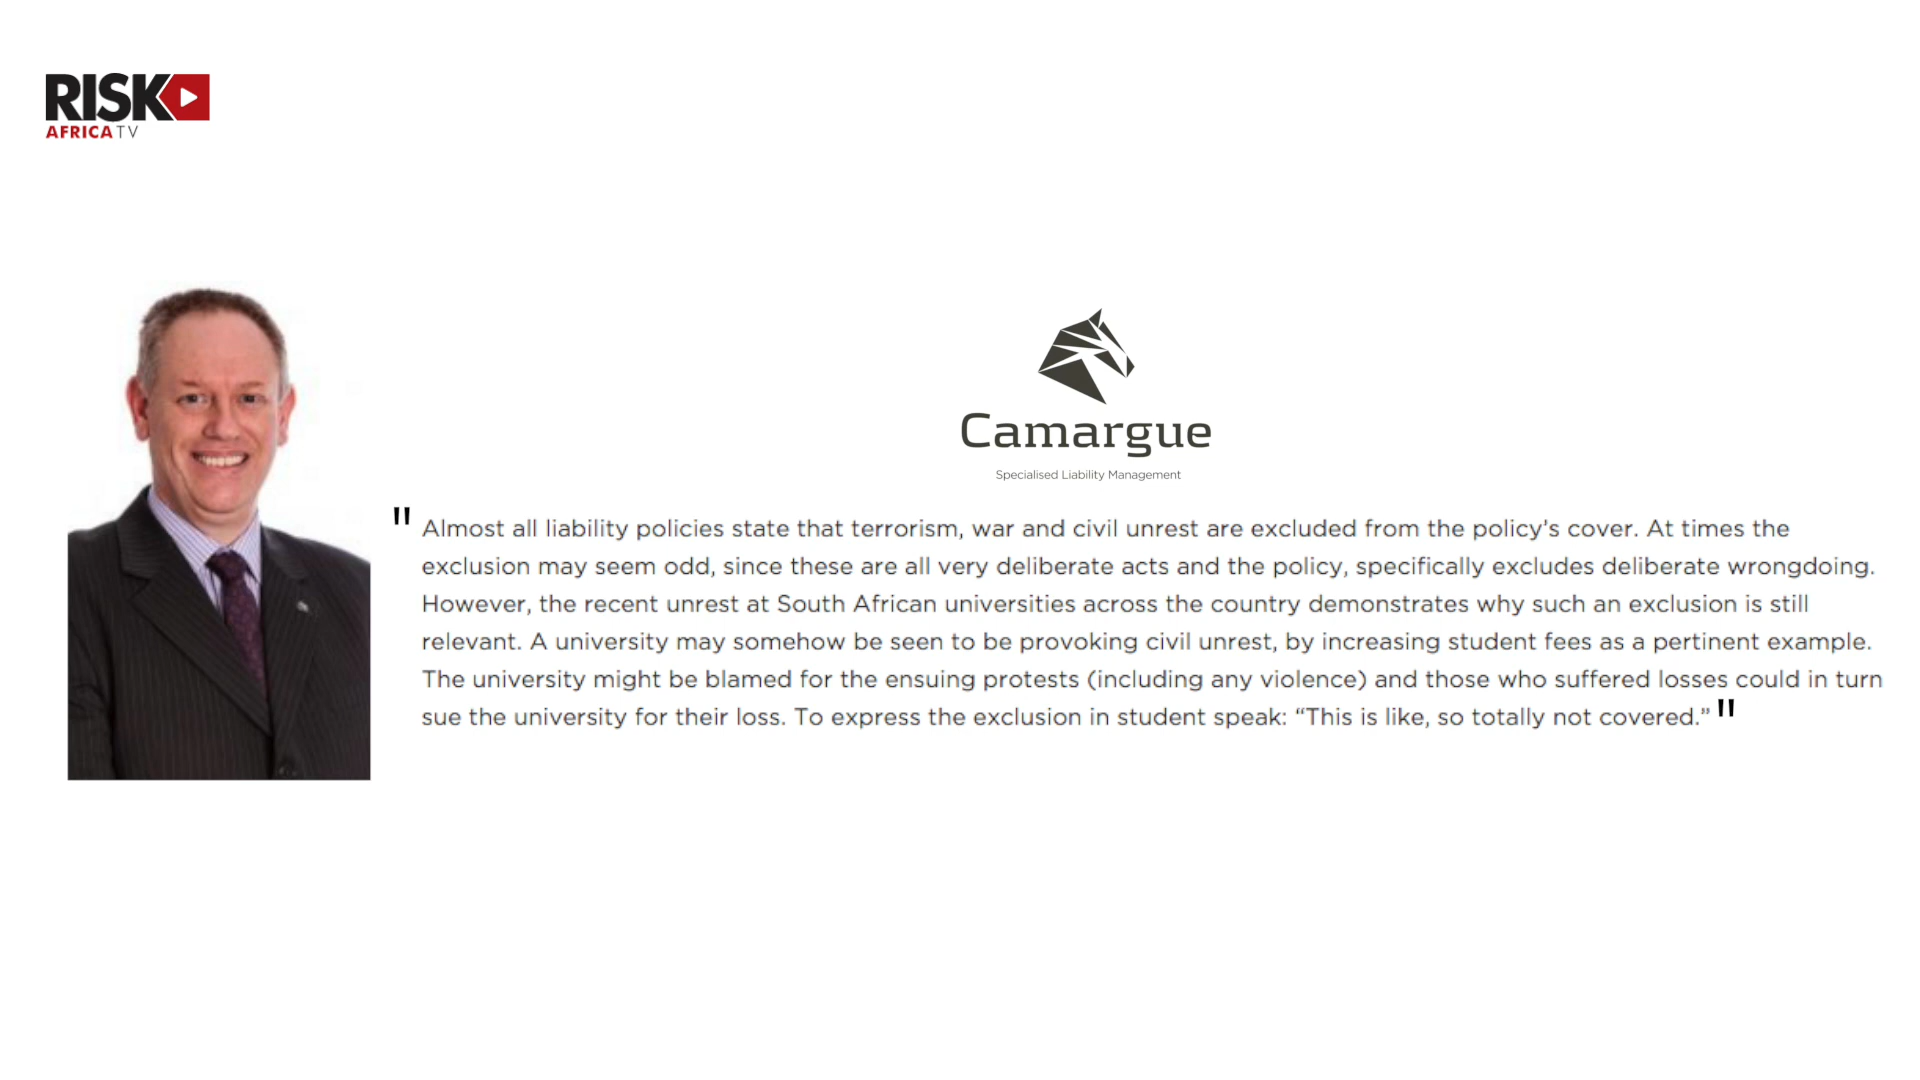 RISK
AFRICA TV
Camargue
Specialised Liability Management
" Almost all liability policies state that terrorism, war and civil unrest are excluded from the policy’s cover. At times the
exclusion may seem odd, since these are all very deliberate acts and the policy, specifically excludes deliberate wrongdoing.
However, the recent unrest at South African universities across the country demonstrates why such an exclusion is still
relevant. A university may somehow be seen to be provoking civil unrest, by increasing student fees as a pertinent example.
The university might be blamed for the ensuing protests (including any violence) and those who suffered losses could in turn
sue the university for their loss. To express the exclusion in student speak: “This is like, so totally not covered.” "